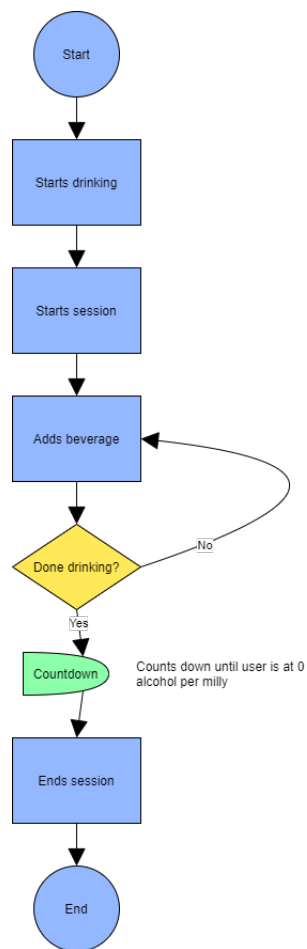 Start
Starts drinking
Starts session
Adds beverage
No
Done drinking?
Yes
Countdown
Counts down until user is at 0
alcohol per milly
Ends session
End